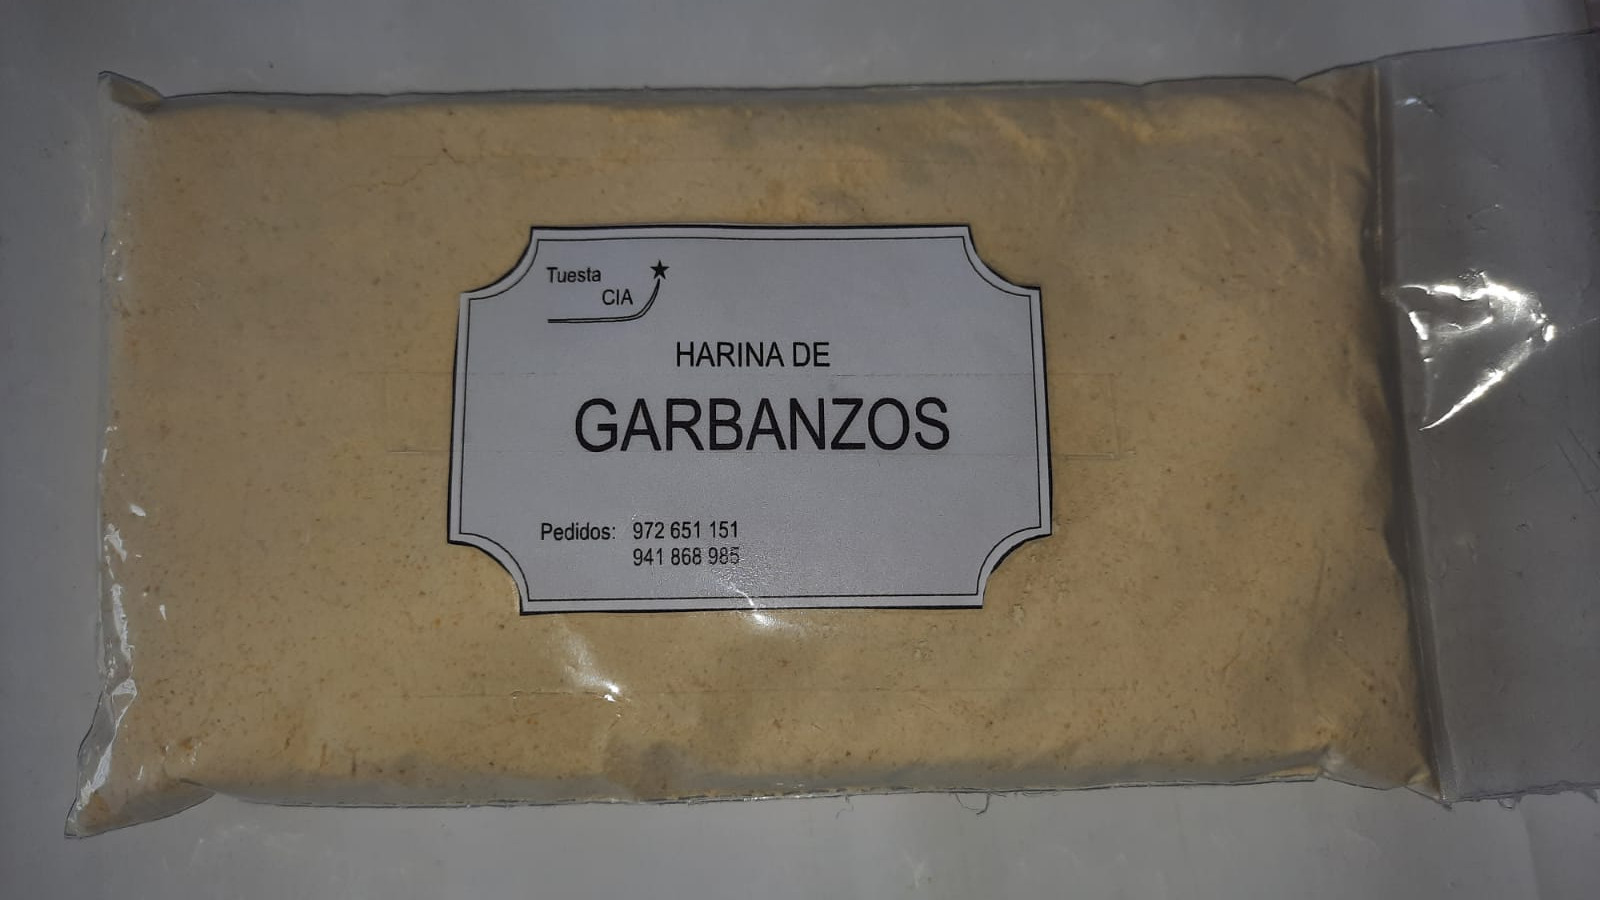 Tuesta
CIA
HARINA DE
GARBANZOS
Pedidos: 972 651 151
941 868 985